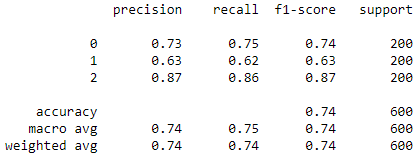 precision recall f1-score support
0 0.73 0.75 0.74 200
1 0.63 0.62 0.63 200
2 0.87 0.86 0.87 200
accuracy 0.74 600
macro avg 0.74 0.75 0.74 600
weighted avg 0.74 0.74 0.74 600